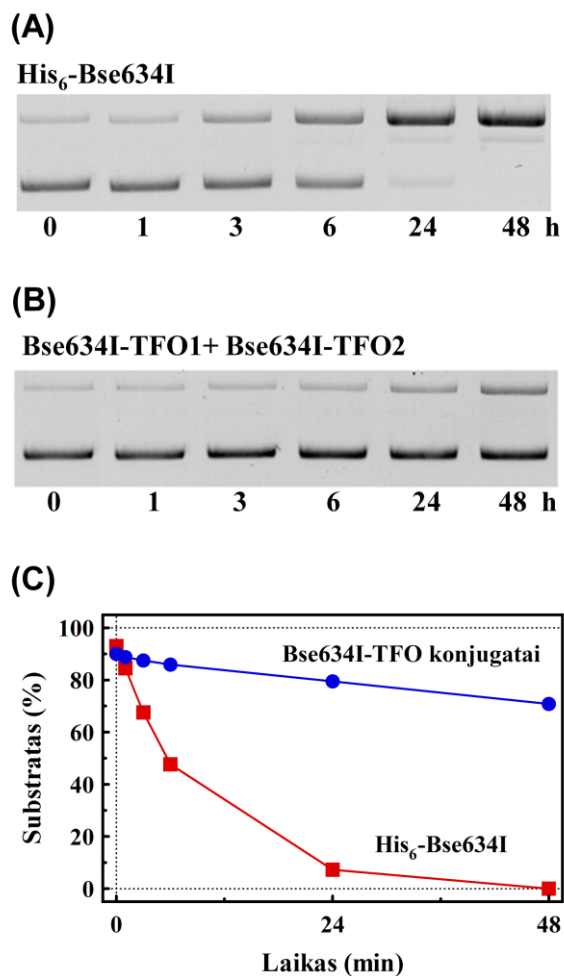 (A)
His₆-Bse634I
0 1 3 6 24 48 h
(B)
Bse634I-TFO1+ Bse634I-TFO2
0 1 3 6 24 48 h
(C)
100
80
60
40
20
0
Substratas (%)
Bse634I-TFO konjugatai
His₆-Bse634I
0 24 48
Laikas (min)